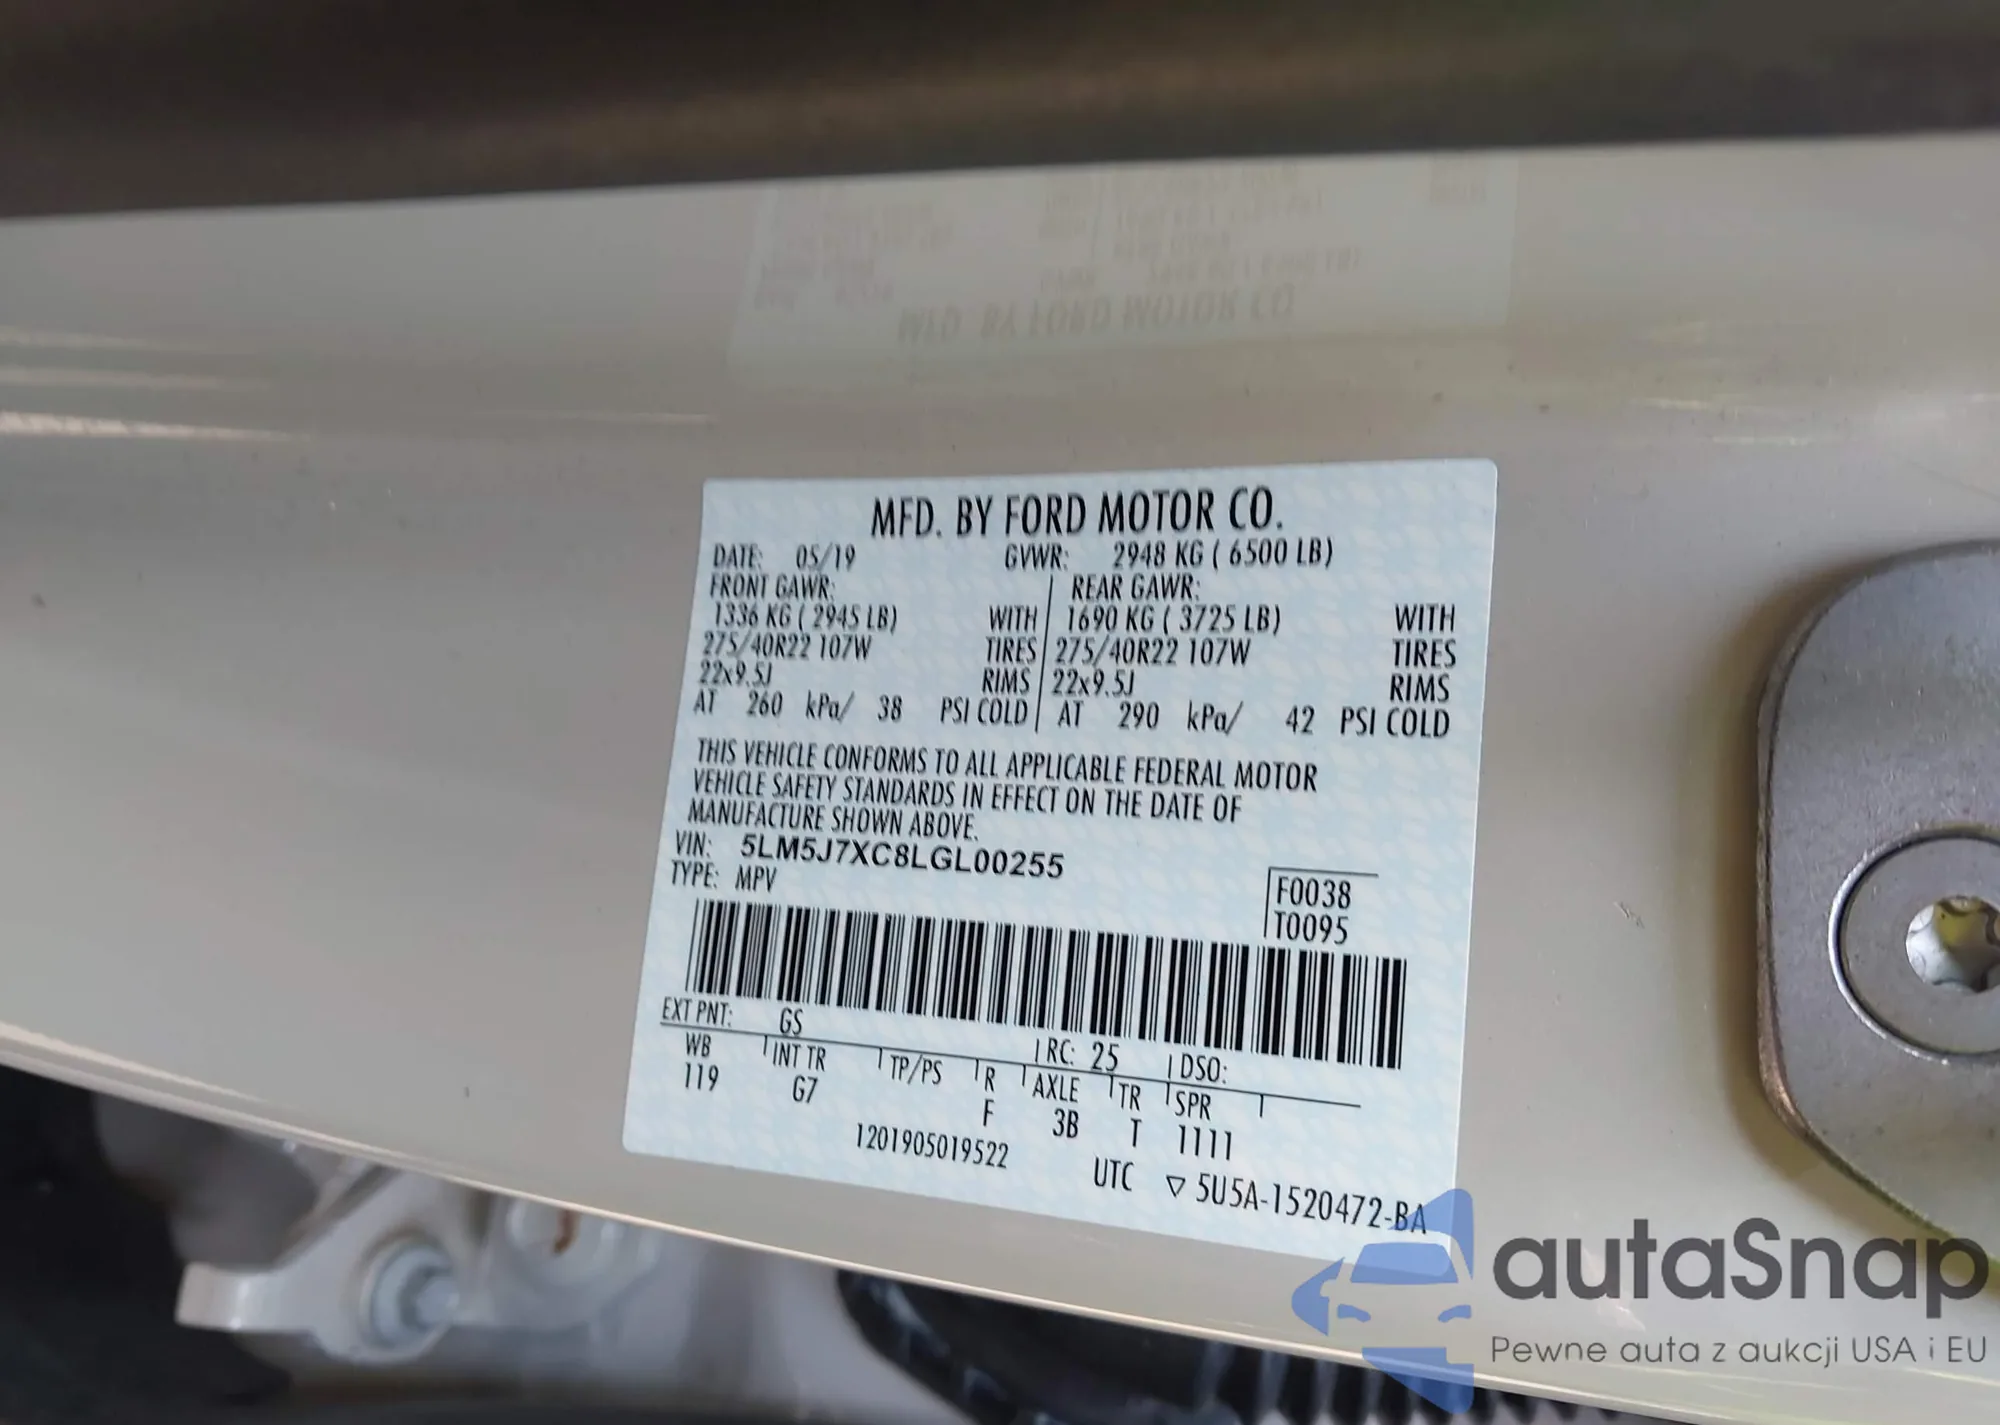 MFD. BY FORD MOTOR CO.
DATE: 05/19 GVWR: 2948 KG ( 6500 LB)
FRONT GAWR: REAR GAWR:
1336 KG ( 2945 LB) WITH 1690 KG ( 3725 LB) WITH
275/40R22 107W TIRES 275/40R22 107W TIRES
22x9.5J RIMS 22x9.5J RIMS
AT 260 kPa/ 38 PSI COLD AT 290 kPa/ 42 PSI COLD
THIS VEHICLE CONFORMS TO ALL APPLICABLE FEDERAL MOTOR
VEHICLE SAFETY STANDARDS IN EFFECT ON THE DATE OF
MANUFACTURE SHOWN ABOVE.
VIN: 5LM5J7XC8LGL00255
TYPE: MPV
F0038
T0095
EXT PNT: GS RC: 25 DSO:
WB INT TR TP/PS R AXLE TR SPR
119 G7 F 3B T 1111
1201905019522 UTC ▽ 5U5A-1520472-BA
autaSnap
Pewne auta z aukcji USA i EU